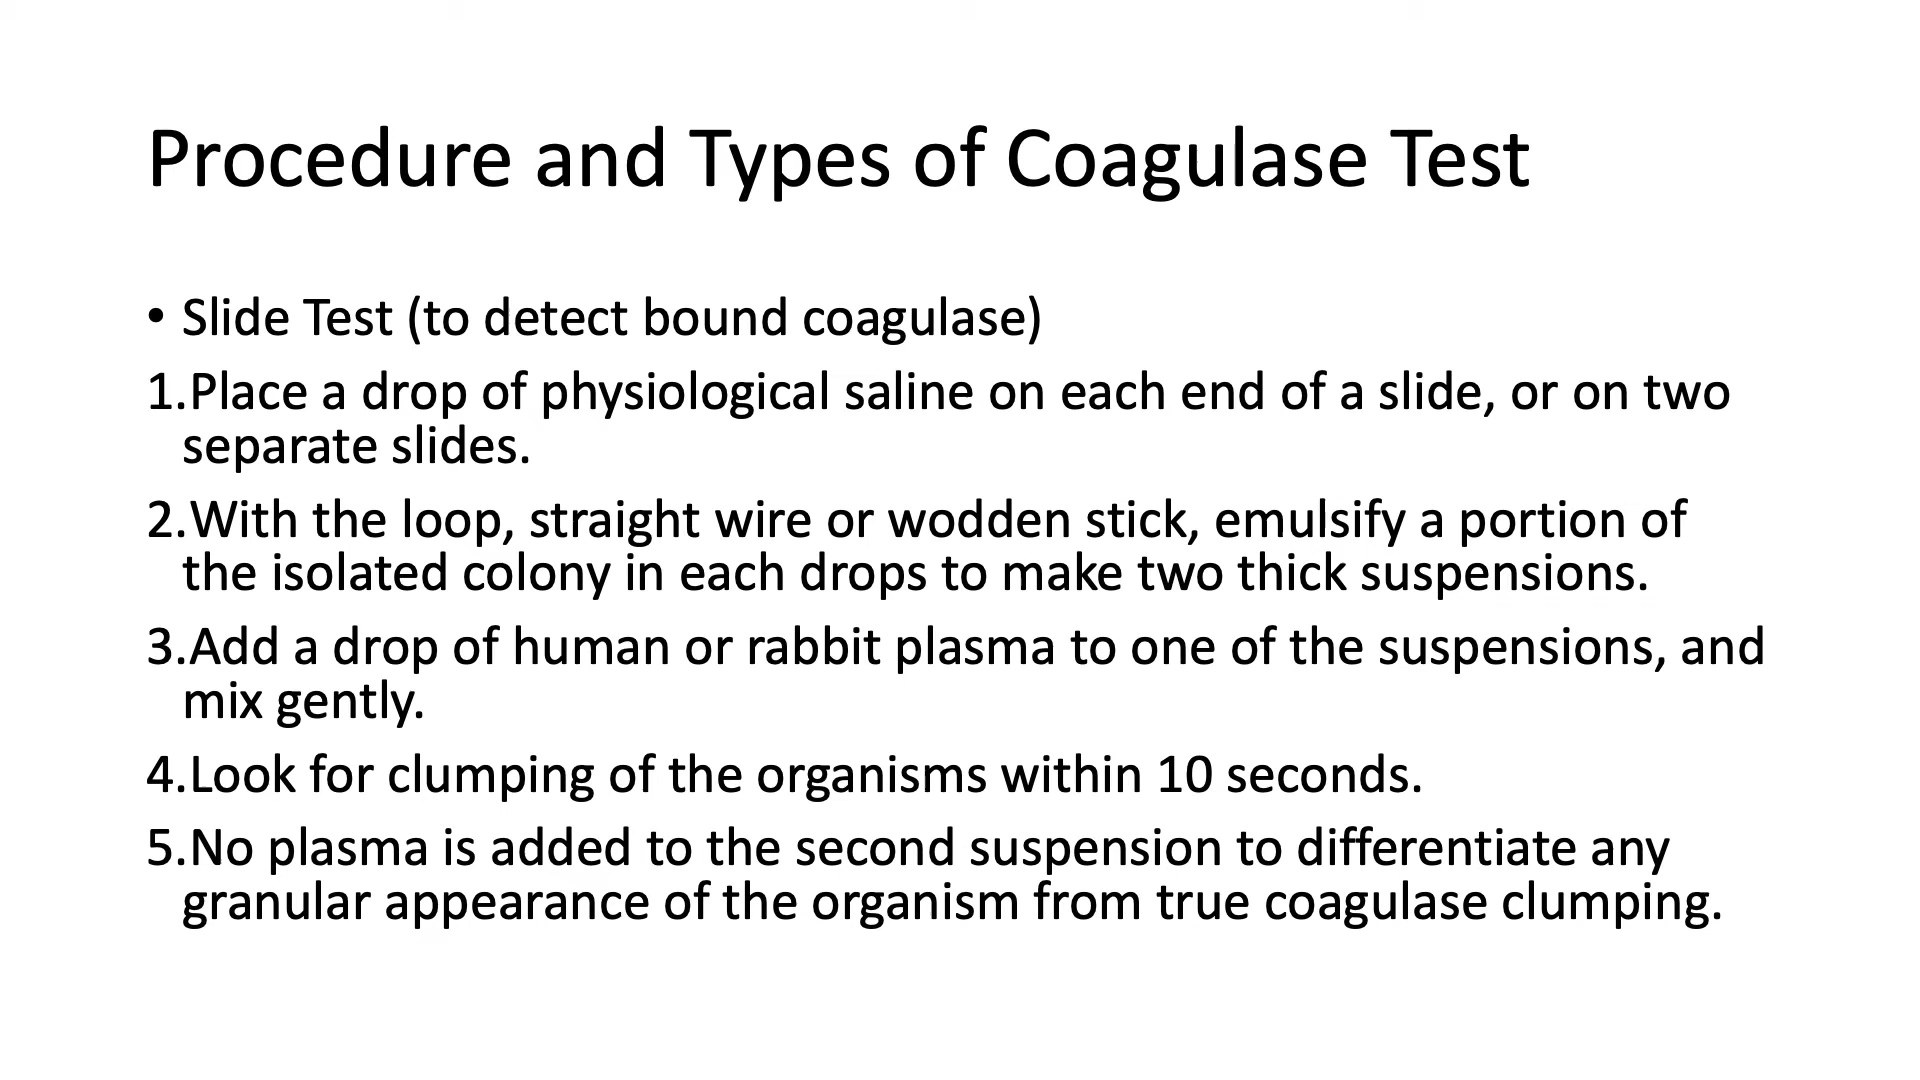 Procedure and Types of Coagulase Test
• Slide Test (to detect bound coagulase)
1.Place a drop of physiological saline on each end of a slide, or on two
separate slides.
2.With the loop, straight wire or wodden stick, emulsify a portion of
the isolated colony in each drops to make two thick suspensions.
3.Add a drop of human or rabbit plasma to one of the suspensions, and
mix gently.
4.Look for clumping of the organisms within 10 seconds.
5.No plasma is added to the second suspension to differentiate any
granular appearance of the organism from true coagulase clumping.